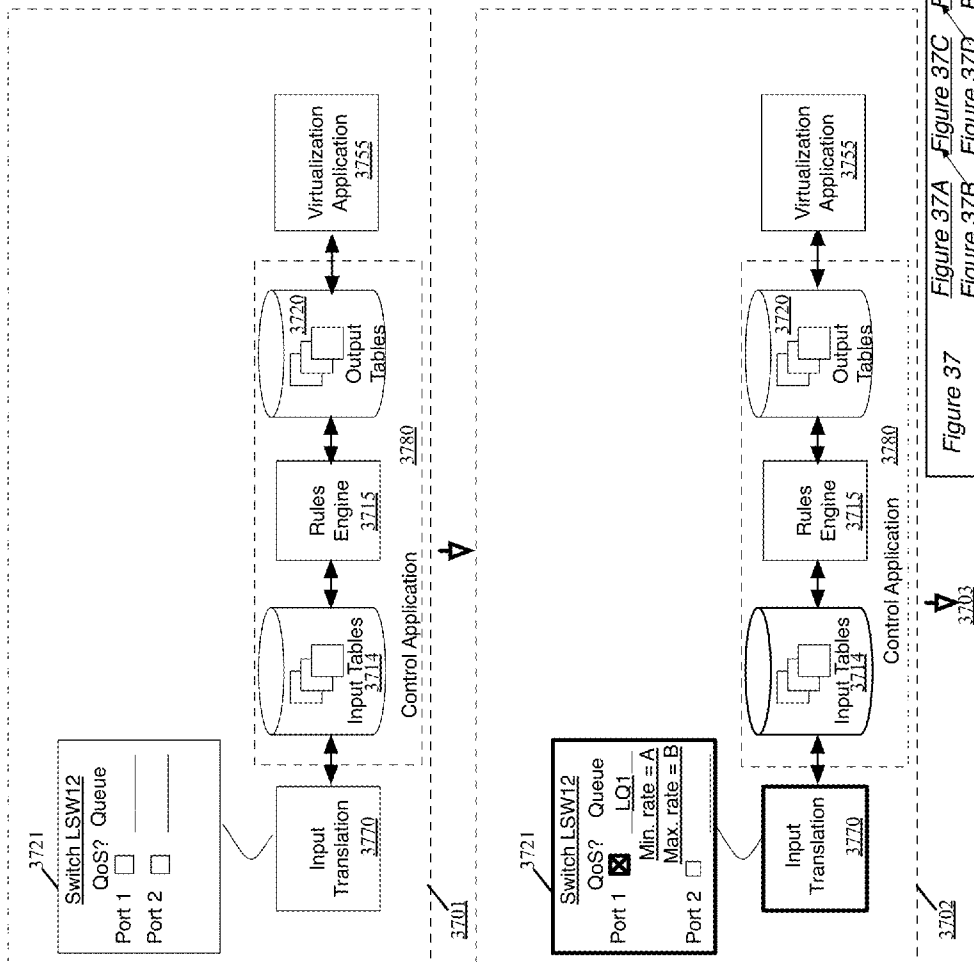 3721
Switch LSW12
QoS? Queue
Port 1
Port 2
Input
Translation
3770
Input Tables
3714
Rules
Engine
3715
3720
Output
Tables
Virtualization
Application
3755
Control Application
3780
3701
3721
Switch LSW12
QoS? Queue
Port 1 LQ1
Min. rate = A
Max. rate = B
Port 2
Input
Translation
3770
Input Tables
3714
Rules
Engine
3715
3720
Output
Tables
Virtualization
Application
3755
Control Application
3780
3702
3703
Figure 37
Figure 37A Figure 37C
Figure 37B Figure 37D